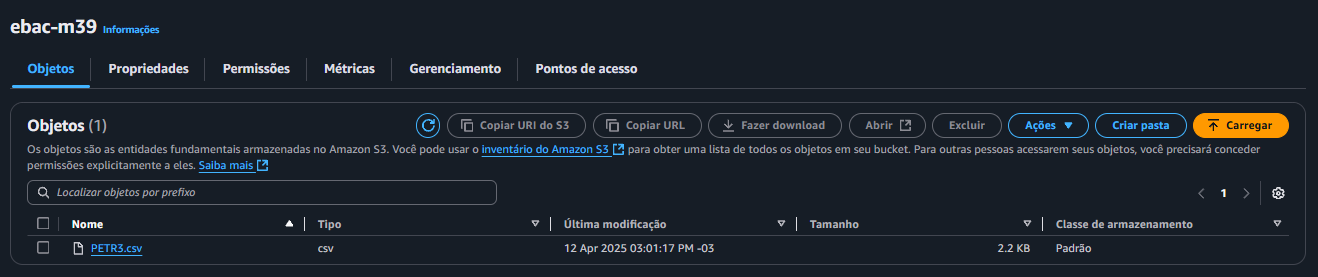 ebac-m39 Informações
Objetos Propriedades Permissões Métricas Gerenciamento Pontos de acesso
Objetos (1) Copiar URI do S3 Copiar URL Fazer download Abrir Excluir Ações Criar pasta Carregar
Os objetos são as entidades fundamentais armazenadas no Amazon S3. Você pode usar o inventário do Amazon S3 para obter uma lista de todos os objetos em seu bucket. Para outras pessoas acessarem seus objetos, você precisará conceder
permissões explicitamente a eles. Saiba mais
Localizar objetos por prefixo 1
Nome Tipo Última modificação Tamanho Classe de armazenamento
PETR3.csv csv 12 Apr 2025 03:01:17 PM -03 2.2 KB Padrão